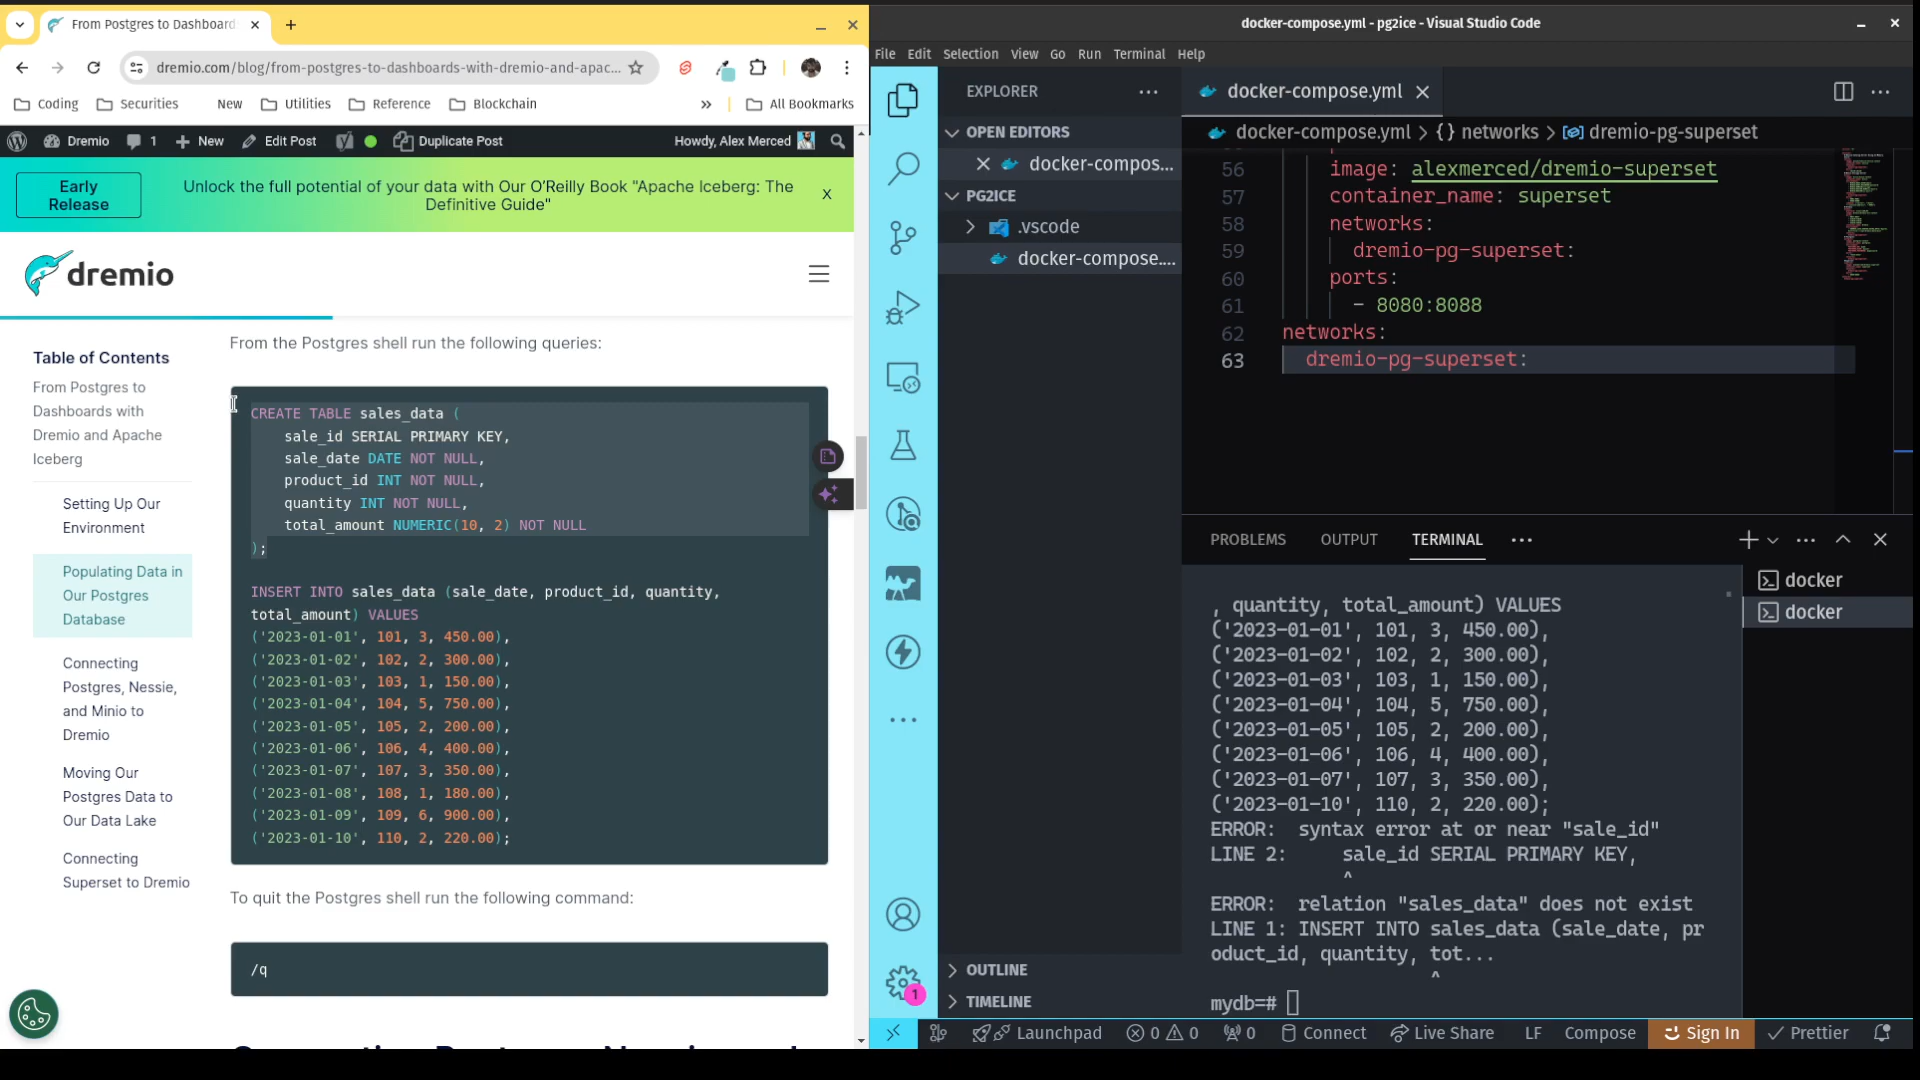 From Postgres to Dashboard
dremio.com/blog/from-postgres-to-dashboards-with-dremio-and-apac...
Coding
Securities
New
Utilities
Reference
Blockchain
»
All Bookmarks
Dremio
1
New
Edit Post
Duplicate Post
Howdy, Alex Merced
Early
Release
Unlock the full potential of your data with Our O'Reilly Book "Apache Iceberg: The
Definitive Guide"
X
dremio
Table of Contents
From Postgres to
Dashboards with
Dremio and Apache
Iceberg
Setting Up Our
Environment
Populating Data in
Our Postgres
Database
Connecting
Postgres, Nessie,
and Minio to
Dremio
Moving Our
Postgres Data to
Our Data Lake
Connecting
Superset to Dremio
From the Postgres shell run the following queries:
CREATE TABLE sales_data (
sale_id SERIAL PRIMARY KEY,
sale_date DATE NOT NULL,
product_id INT NOT NULL,
quantity INT NOT NULL,
total_amount NUMERIC(10, 2) NOT NULL
);
INSERT INTO sales_data (sale_date, product_id, quantity,
total_amount) VALUES
('2023-01-01', 101, 3, 450.00),
('2023-01-02', 102, 2, 300.00),
('2023-01-03', 103, 1, 150.00),
('2023-01-04', 104, 5, 750.00),
('2023-01-05', 105, 2, 200.00),
('2023-01-06', 106, 4, 400.00),
('2023-01-07', 107, 3, 350.00),
('2023-01-08', 108, 1, 180.00),
('2023-01-09', 109, 6, 900.00),
('2023-01-10', 110, 2, 220.00);
To quit the Postgres shell run the following command:
/q
docker-compose.yml - pg2ice - Visual Studio Code
File Edit Selection View Go Run Terminal Help
EXPLORER
OPEN EDITORS
docker-compos...
PG2ICE
.vscode
docker-compose....
OUTLINE
TIMELINE
1
docker-compose.yml
docker-compose.yml > {} networks > dremio-pg-superset
56 image: alexmerced/dremio-superset
57 container_name: superset
58 networks:
59 dremio-pg-superset:
60 ports:
61 - 8080:8088
62 networks:
63 dremio-pg-superset:
PROBLEMS OUTPUT TERMINAL
docker
docker
, quantity, total_amount) VALUES
('2023-01-01', 101, 3, 450.00),
('2023-01-02', 102, 2, 300.00),
('2023-01-03', 103, 1, 150.00),
('2023-01-04', 104, 5, 750.00),
('2023-01-05', 105, 2, 200.00),
('2023-01-06', 106, 4, 400.00),
('2023-01-07', 107, 3, 350.00),
('2023-01-10', 110, 2, 220.00);
ERROR: syntax error at or near "sale_id"
LINE 2: sale_id SERIAL PRIMARY KEY,
^
ERROR: relation "sales_data" does not exist
LINE 1: INSERT INTO sales_data (sale_date, pr
oduct_id, quantity, tot...
^
mydb=#
Launchpad 0 0 0 Connect Live Share LF Compose Sign In Prettier